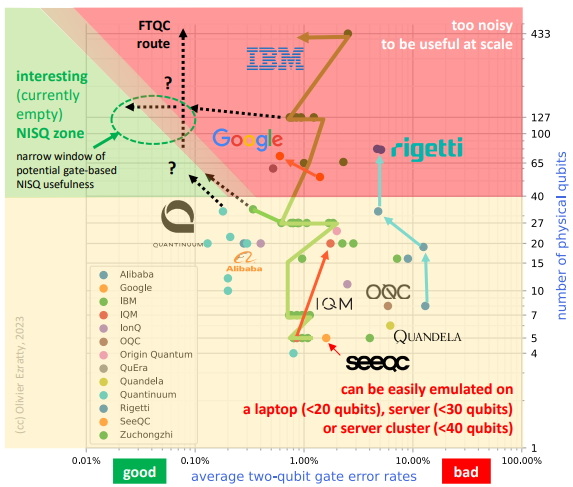 FTQC
route
too noisy
to be useful at scale
433
IBM
interesting
(currently
empty)
NISQ zone
?
127
100
Google
rigetti
narrow window of
potential gate-based
NISQ usefulness
?
65
40
number of physical qubits
27
QUANTINUUM
20
Alibaba
15
Alibaba
Google
IBM
IQM
IonQ
OQC
Origin Quantum
QuEra
Quandela
Quantinuum
Rigetti
SeeQC
Zuchongzhi
IQM
OQC
10
7
QUANDELA
5
4
seeQC
(cc) Olivier Ezratty, 2023
can be easily emulated on
a laptop (<20 qubits), server (<30 qubits)
or server cluster (<40 qubits)
1
0.01%
0.10%
1.00%
10.00%
100.00%
good
average two-qubit gate error rates
bad